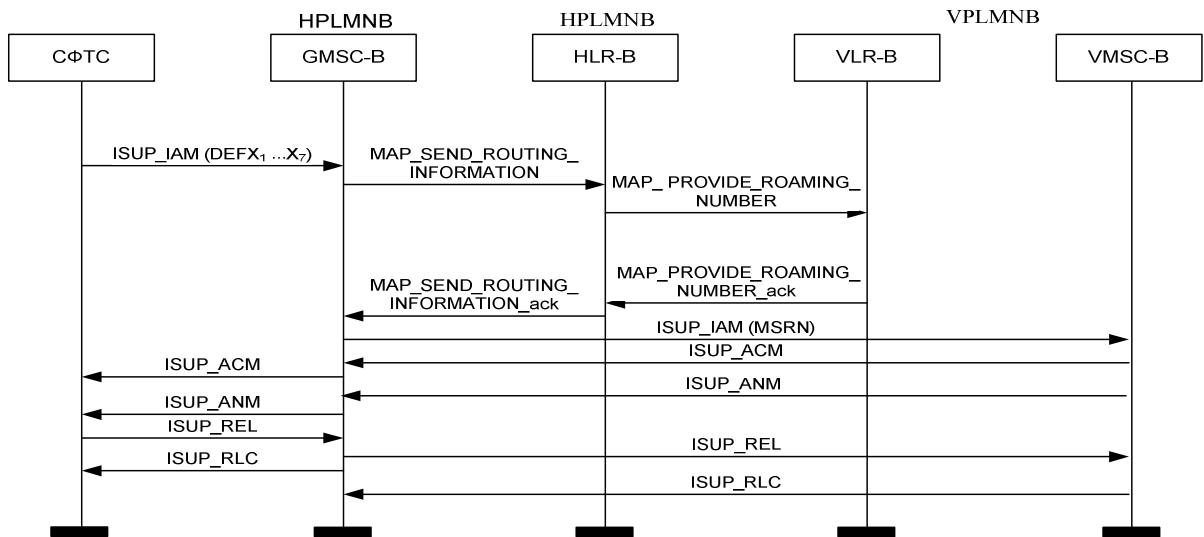 HPLMNB
HPLMNB
VPLMNB
СФТС
GMSC-B
HLR-B
VLR-B
VMSC-B
ISUP_IAM (DEFX₁ ...X₇)
MAP_SEND_ROUTING_
INFORMATION
MAP_ PROVIDE_ROAMING_
NUMBER
MAP_PROVIDE_ROAMING_
NUMBER_ack
MAP_SEND_ROUTING_
INFORMATION_ack
ISUP_IAM (MSRN)
ISUP_ACM
ISUP_ACM
ISUP_ANM
ISUP_ANM
ISUP_REL
ISUP_REL
ISUP_RLC
ISUP_RLC